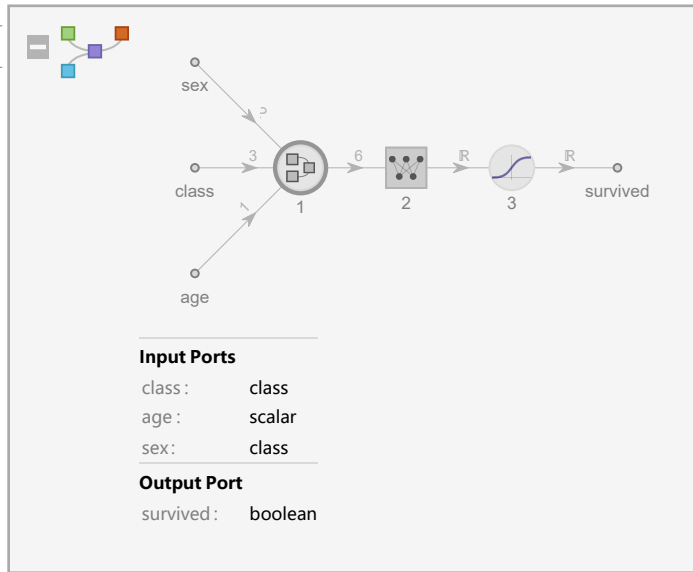 sex
3
6
ℝ
ℝ
class
1
2
3
survived
1
age
Input Ports
class: class
age: scalar
sex: class
Output Port
survived: boolean